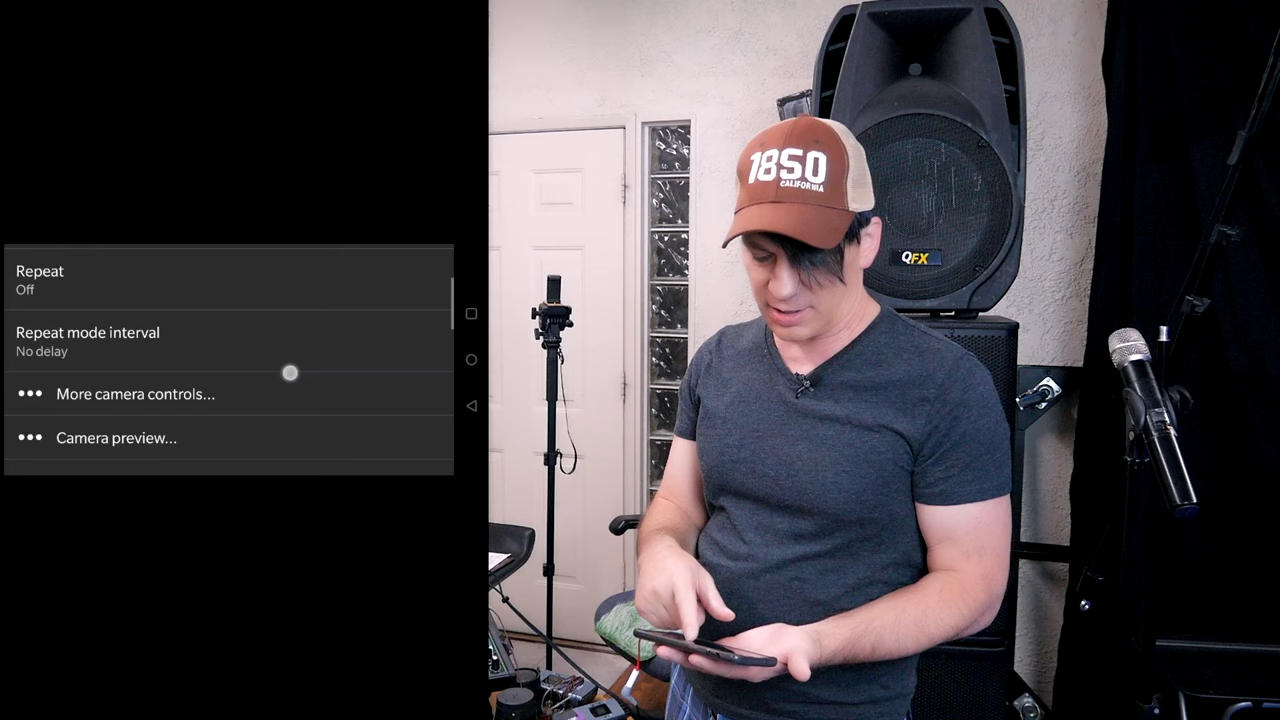 Repeat
Off
Repeat mode interval
No delay
More camera controls...
Camera preview...
1850
CALIFORNIA
QFX